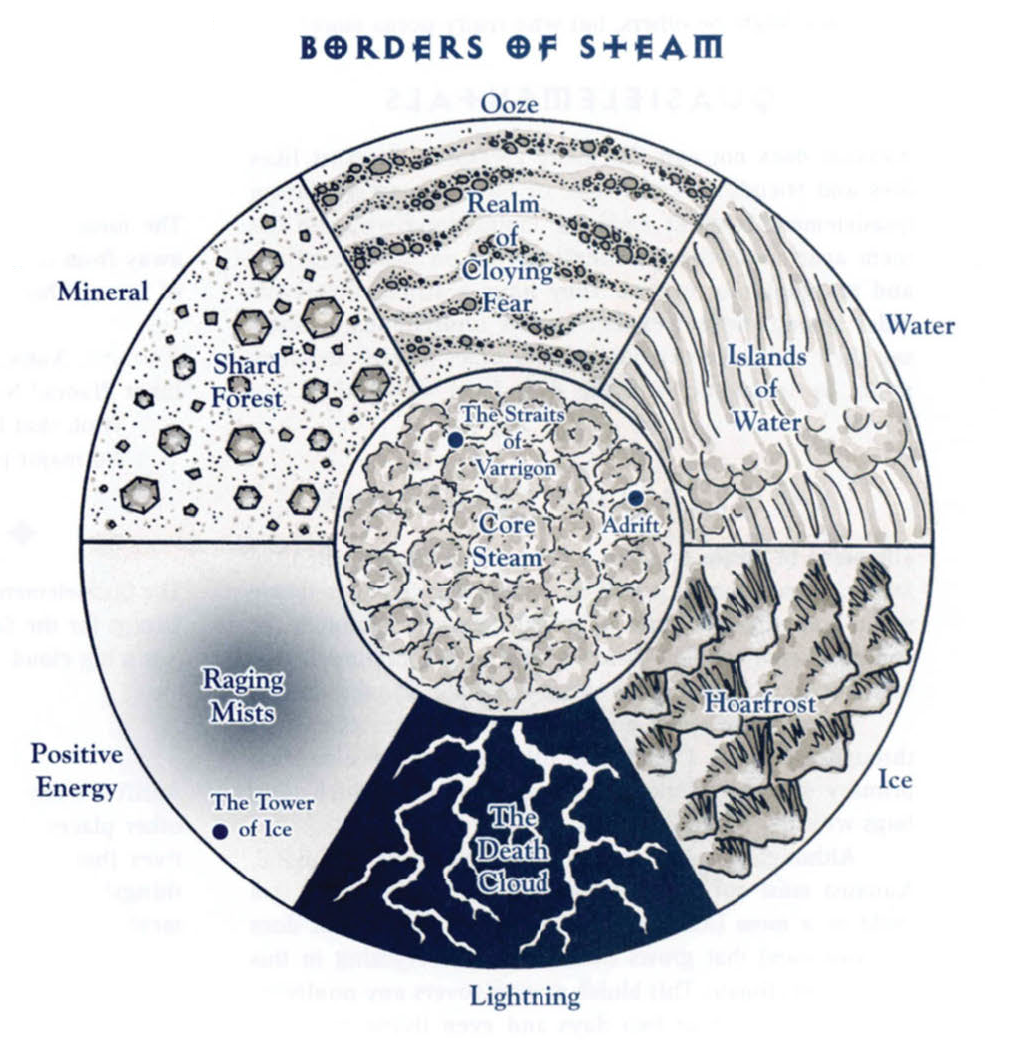 BORDERS OF STEAM
Ooze
Realm
of
Cloying
Fear
Mineral
Shard
Forest
Water
Islands
of
Water
The Straits
of
Varrigon
Core
Steam
Adrift
Raging
Mists
Positive
Energy
The Tower
of Ice
Hoarfrost
Ice
The
Death
Cloud
Lightning